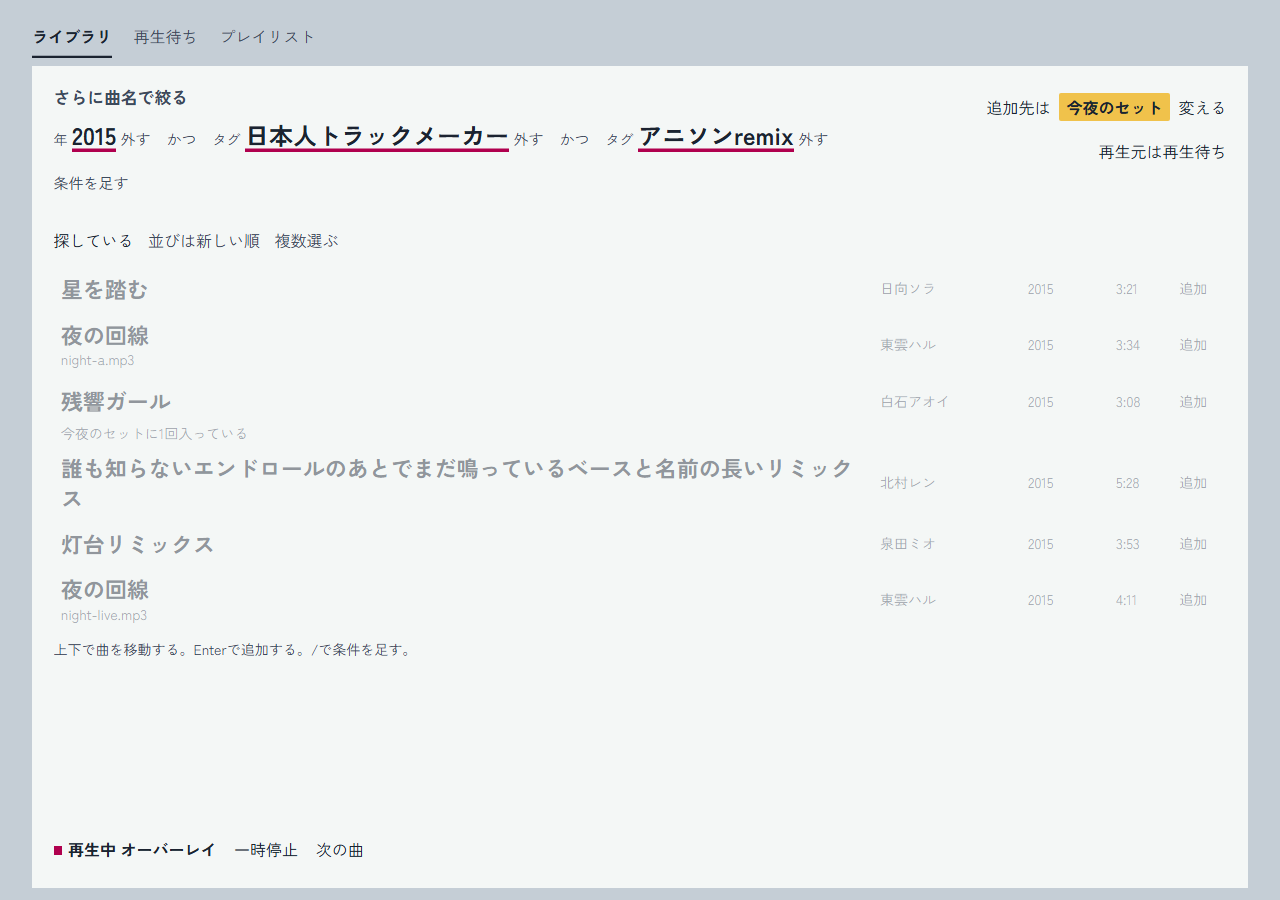 ライブラリ 再生待ち プレイリスト
さらに曲名で絞る
追加先は 今夜のセット 変える
年 2015 外す かつ タグ 日本人トラックメーカー 外す かつ タグ アニソンremix 外す
再生元は再生待ち
条件を足す
探している 並びは新しい順 複数選ぶ
星を踏む 日向ソラ 2015 3:21 追加
夜の回線
night-a.mp3
東雲ハル 2015 3:34 追加
残響ガール 白石アオイ 2015 3:08 追加
今夜のセットに1回入っている
誰も知らないエンドロールのあとでまだ鳴っているベースと名前の長いリミック
ス
北村レン 2015 5:28 追加
灯台リミックス 泉田ミオ 2015 3:53 追加
夜の回線
night-live.mp3
東雲ハル 2015 4:11 追加
上下で曲を移動する。Enterで追加する。/で条件を足す。
再生中 オーバーレイ 一時停止 次の曲